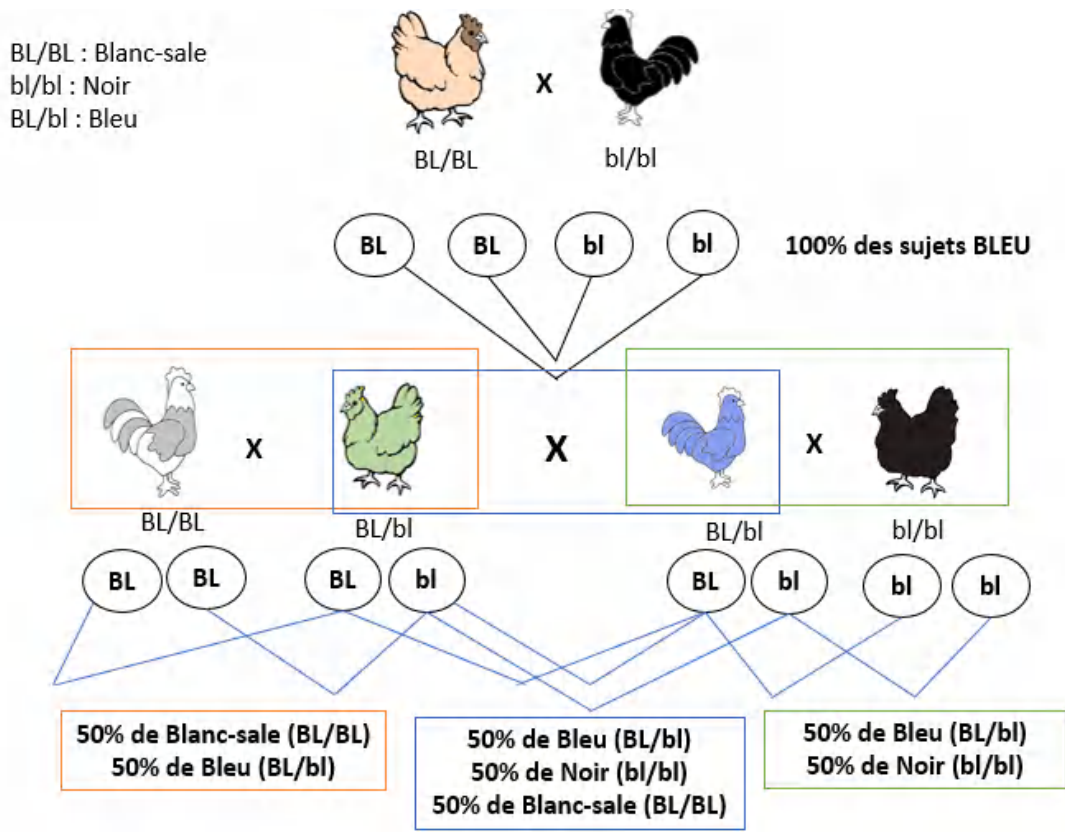 BL/BL : Blanc-sale
bl/bl : Noir
BL/bl : Bleu
X
BL/BL
bl/bl
BL
BL
bl
bl
100% des sujets BLEU
X
X
X
BL/BL
BL/bl
BL/bl
bl/bl
BL
BL
BL
bl
BL
bl
bl
bl
50% de Blanc-sale (BL/BL)
50% de Bleu (BL/bl)
50% de Bleu (BL/bl)
50% de Noir (bl/bl)
50% de Blanc-sale (BL/BL)
50% de Bleu (BL/bl)
50% de Noir (bl/bl)